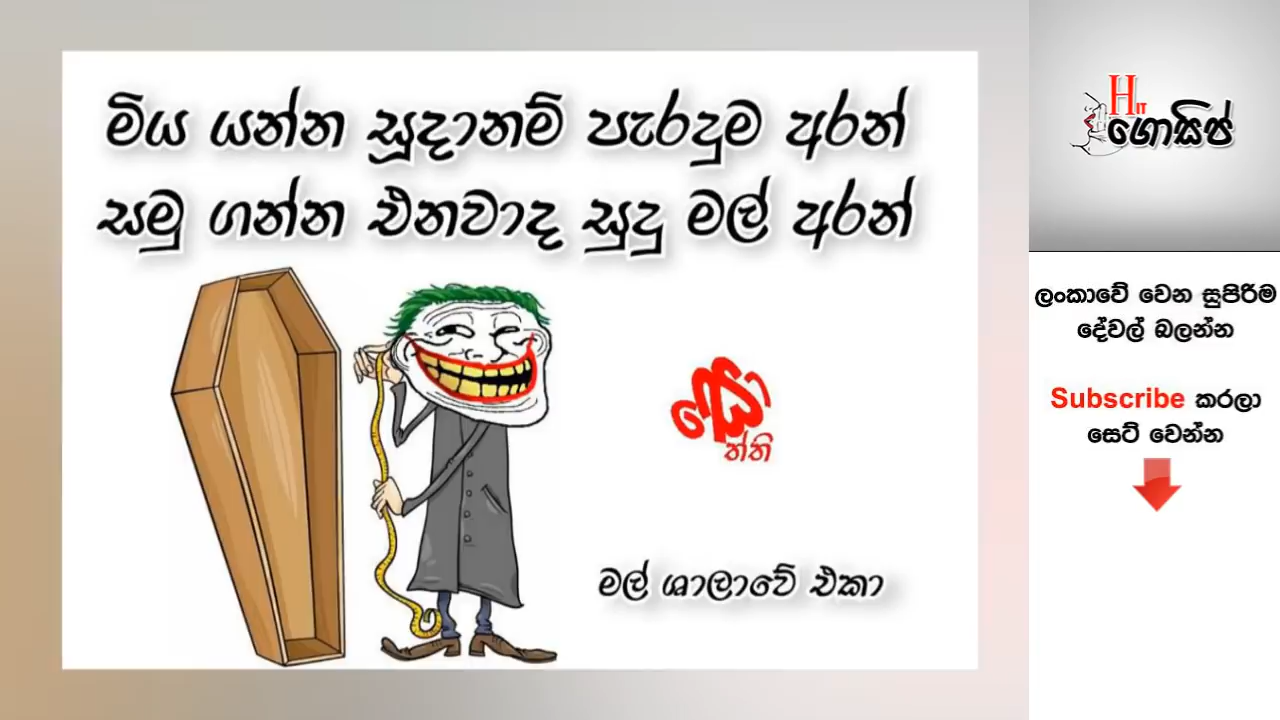 මිය යන්න සූදානම් පැරදුම අරන්
සමු ගන්න එනවාද සුදු මල් අරන්
සො
ත්ති
මල් ශාලාවේ එකා
HIT
ගොසිප්
ලංකාවේ වෙන සුපිරිම
දේවල් බලන්න
Subscribe කරලා
සෙට් වෙන්න